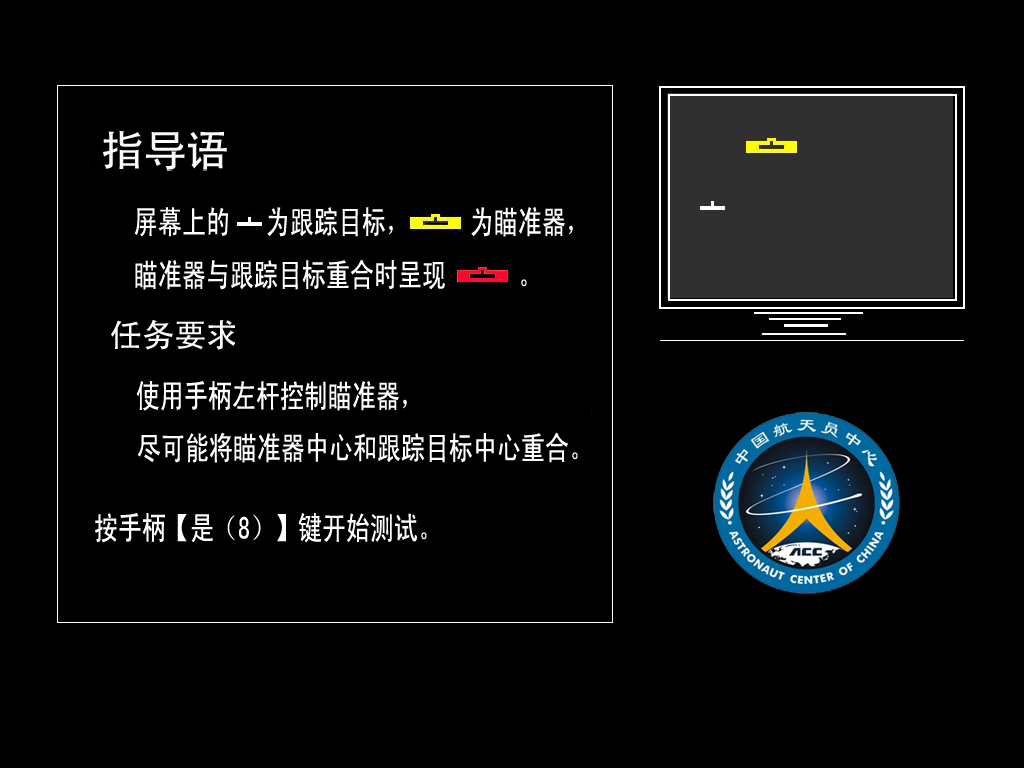 指导语
屏幕上的 为跟踪目标， 为瞄准器，
瞄准器与跟踪目标重合时呈现 。
任务要求
使用手柄左杆控制瞄准器，
尽可能将瞄准器中心和跟踪目标中心重合。
按手柄【是（8）】键开始测试。
中国航天员中心
ACC
ASTRONAUT CENTER OF CHINA